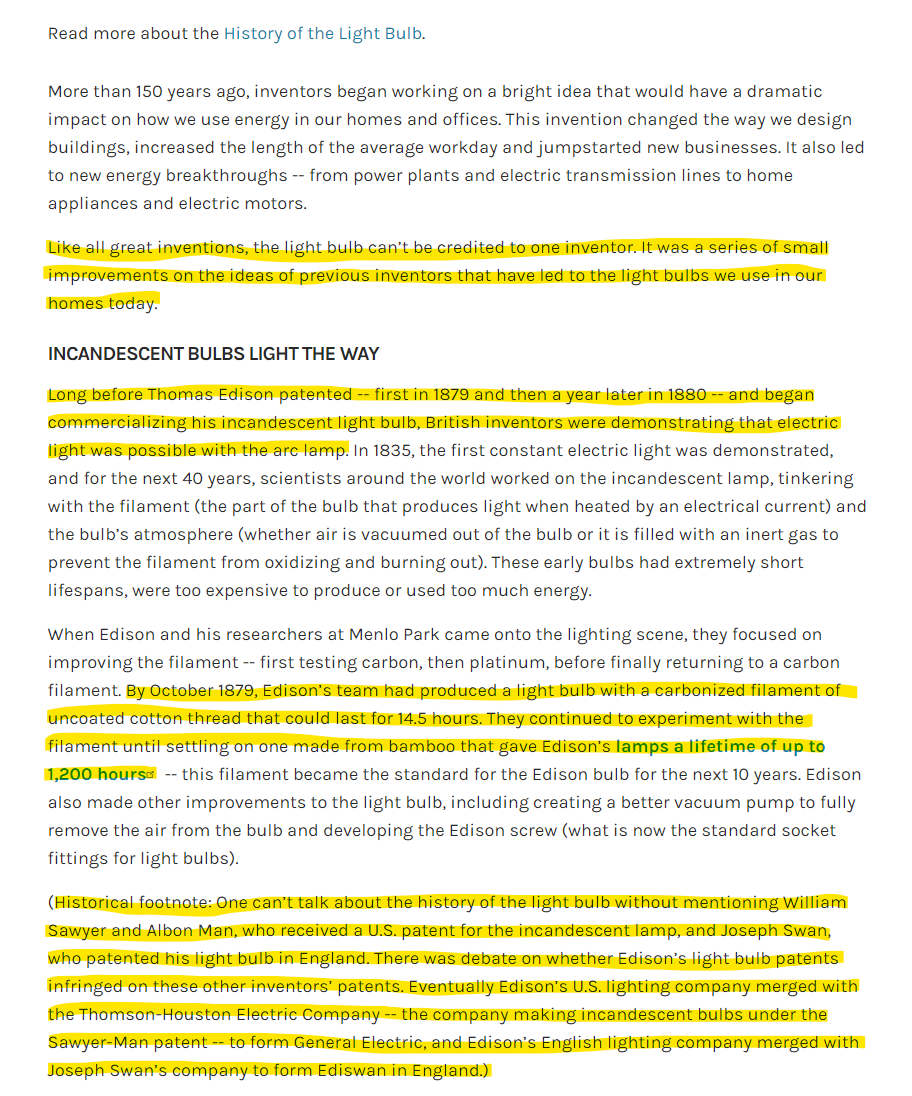 Read more about the History of the Light Bulb.
More than 150 years ago, inventors began working on a bright idea that would have a dramatic
impact on how we use energy in our homes and offices. This invention changed the way we design
buildings, increased the length of the average workday and jumpstarted new businesses. It also led
to new energy breakthroughs -- from power plants and electric transmission lines to home
appliances and electric motors.
Like all great inventions, the light bulb can't be credited to one inventor. It was a series of small
improvements on the ideas of previous inventors that have led to the light bulbs we use in our
homes today.
INCANDESCENT BULBS LIGHT THE WAY
Long before Thomas Edison patented -- first in 1879 and then a year later in 1880 -- and began
commercializing his incandescent light bulb, British inventors were demonstrating that electric
light was possible with the arc lamp. In 1835, the first constant electric light was demonstrated,
and for the next 40 years, scientists around the world worked on the incandescent lamp, tinkering
with the filament (the part of the bulb that produces light when heated by an electrical current) and
the bulb's atmosphere (whether air is vacuumed out of the bulb or it is filled with an inert gas to
prevent the filament from oxidizing and burning out). These early bulbs had extremely short
lifespans, were too expensive to produce or used too much energy.
When Edison and his researchers at Menlo Park came onto the lighting scene, they focused on
improving the filament -- first testing carbon, then platinum, before finally returning to a carbon
filament. By October 1879, Edison's team had produced a light bulb with a carbonized filament of
uncoated cotton thread that could last for 14.5 hours. They continued to experiment with the
filament until settling on one made from bamboo that gave Edison's lamps a lifetime of up to
1,200 hours -- this filament became the standard for the Edison bulb for the next 10 years. Edison
also made other improvements to the light bulb, including creating a better vacuum pump to fully
remove the air from the bulb and developing the Edison screw (what is now the standard socket
fittings for light bulbs).
(Historical footnote: One can't talk about the history of the light bulb without mentioning William
Sawyer and Albon Man, who received a U.S. patent for the incandescent lamp, and Joseph Swan,
who patented his light bulb in England. There was debate on whether Edison's light bulb patents
infringed on these other inventors' patents. Eventually Edison's U.S. lighting company merged with
the Thomson-Houston Electric Company -- the company making incandescent bulbs under the
Sawyer-Man patent -- to form General Electric, and Edison's English lighting company merged with
Joseph Swan's company to form Ediswan in England.)